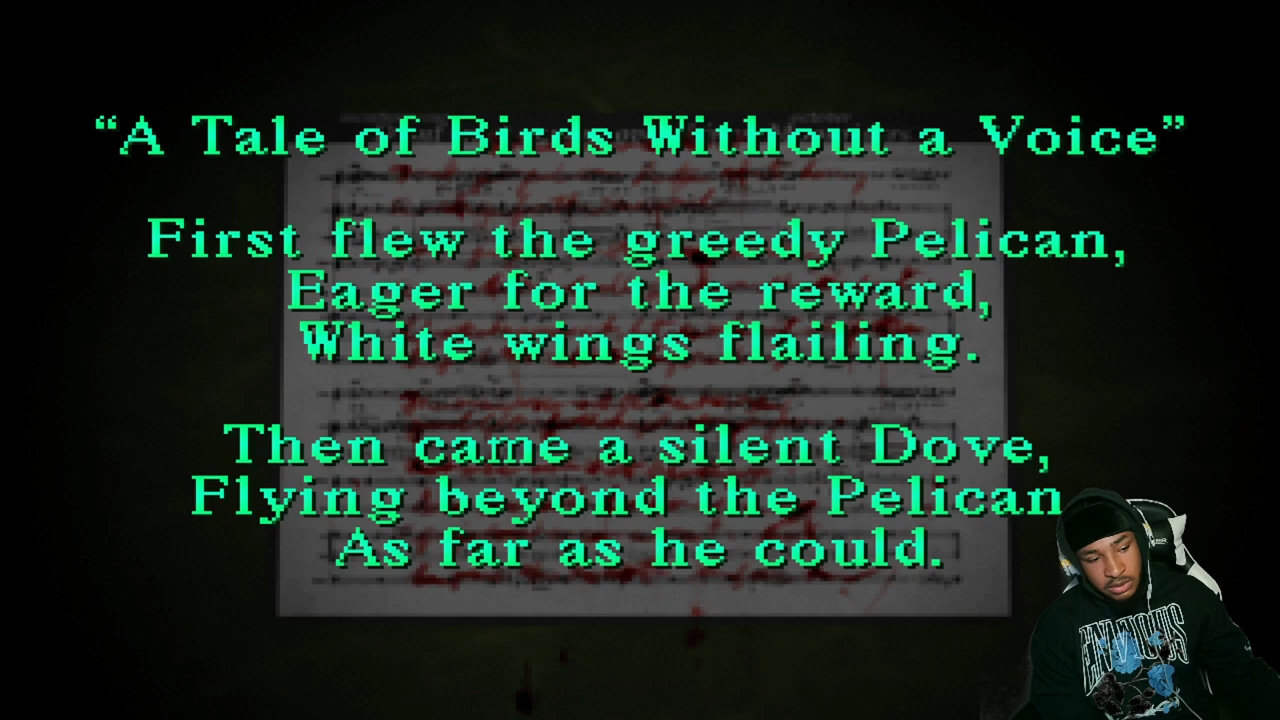 “A Tale of Birds Without a Voice”
First flew the greedy Pelican,
Eager for the reward,
White wings flailing.
Then came a silent Dove,
Flying beyond the Pelican
As far as he could.
ENVIOUS